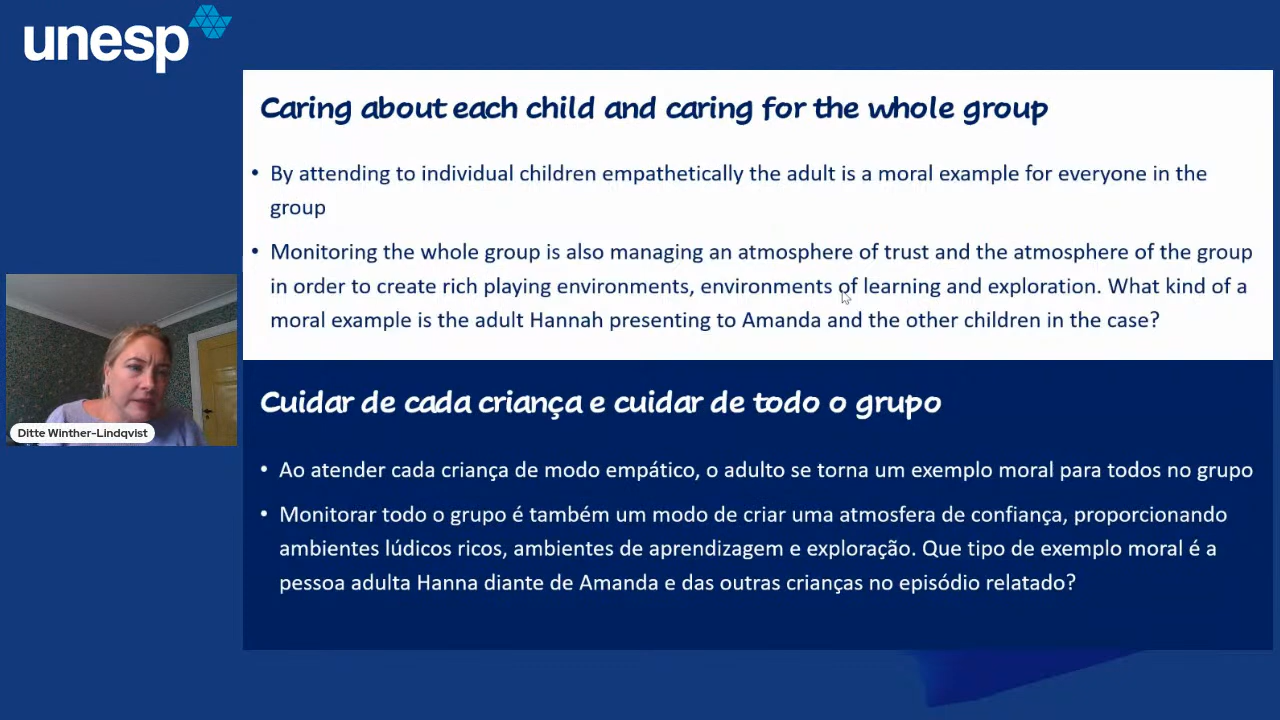 unesp
Caring about each child and caring for the whole group
• By attending to individual children empathetically the adult is a moral example for everyone in the
group
• Monitoring the whole group is also managing an atmosphere of trust and the atmosphere of the group
in order to create rich playing environments, environments of learning and exploration. What kind of a
moral example is the adult Hannah presenting to Amanda and the other children in the case?
Ditte Winther-Lindqvist
Cuidar de cada criança e cuidar de todo o grupo
• Ao atender cada criança de modo empático, o adulto se torna um exemplo moral para todos no grupo
• Monitorar todo o grupo é também um modo de criar uma atmosfera de confiança, proporcionando
ambientes lúdicos ricos, ambientes de aprendizagem e exploração. Que tipo de exemplo moral é a
pessoa adulta Hanna diante de Amanda e das outras crianças no episódio relatado?